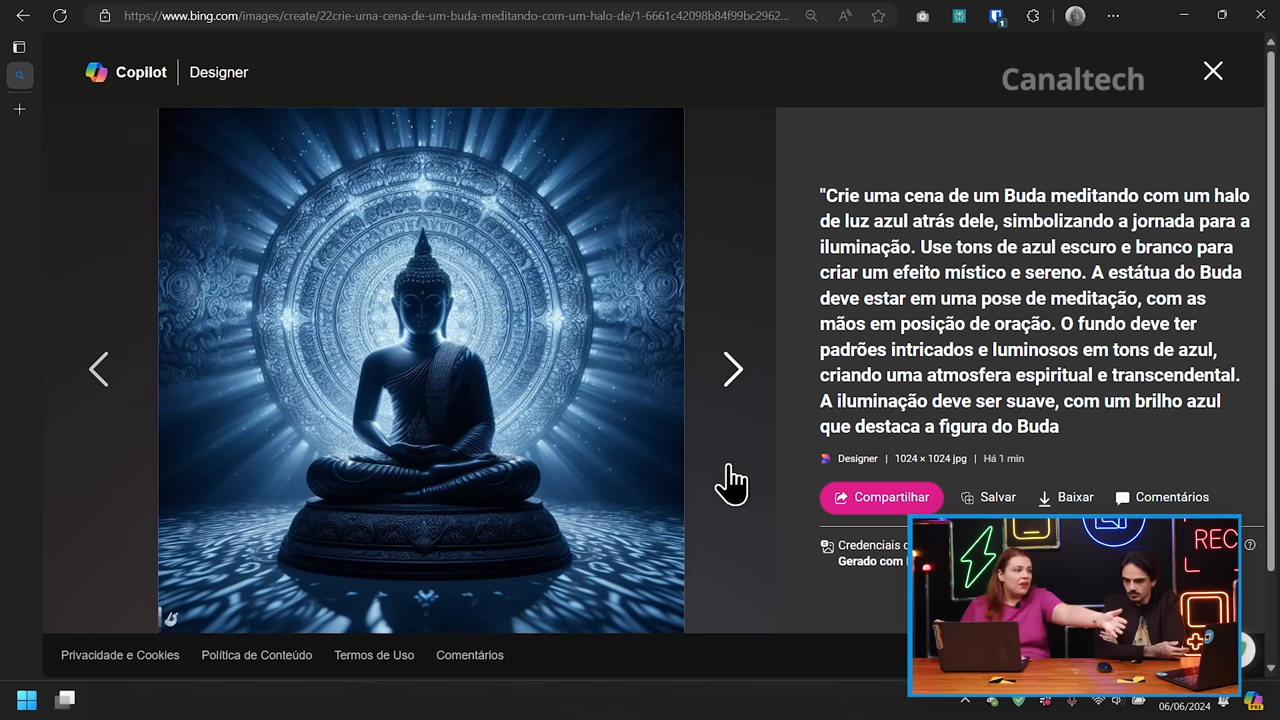 https://www.bing.com/images/create/22crie-uma-cena-de-um-buda-meditando-com-um-halo-de/1-6661c42098b84f99bc2962...
Copilot | Designer
Canaltech
"Crie uma cena de um Buda meditando com um halo
de luz azul atrás dele, simbolizando a jornada para a
iluminação. Use tons de azul escuro e branco para
criar um efeito místico e sereno. A estátua do Buda
deve estar em uma pose de meditação, com as
mãos em posição de oração. O fundo deve ter
padrões intricados e luminosos em tons de azul,
criando uma atmosfera espiritual e transcendental.
A iluminação deve ser suave, com um brilho azul
que destaca a figura do Buda
Designer | 1024 × 1024 jpg | Há 1 min
Compartilhar Salvar Baixar Comentários
Credenciais
Gerado com
REC
Privacidade e Cookies Política de Conteúdo Termos de Uso Comentários
06/06/2024